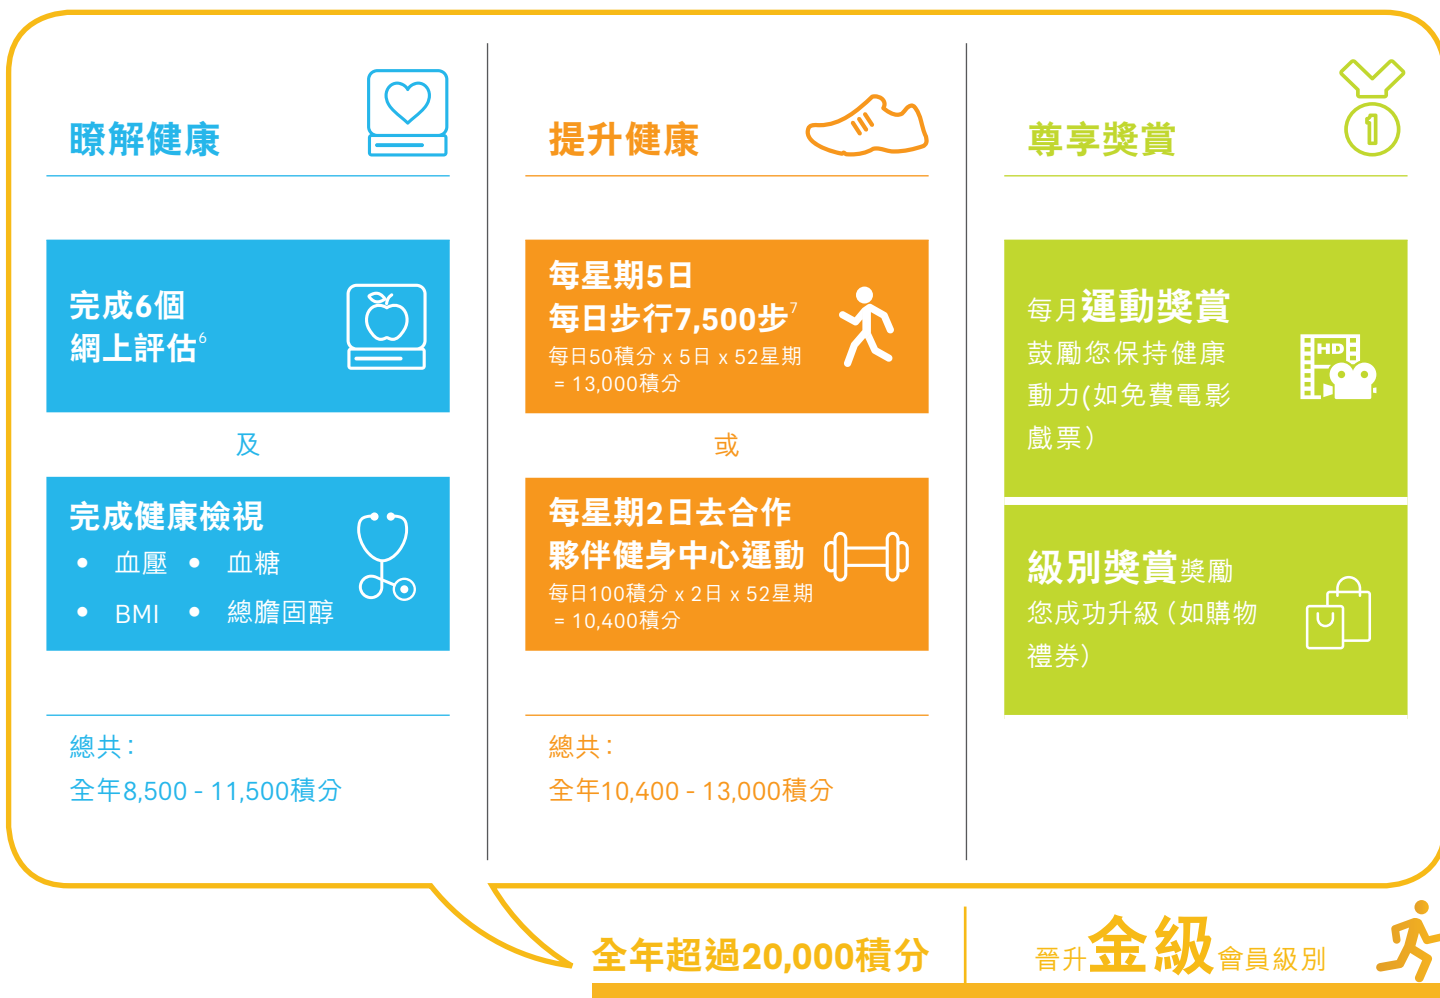 瞭解健康
完成6個
網上評估6
及
完成健康檢視
• 血壓 • 血糖
• BMI • 總膽固醇
總共：
全年8,500 - 11,500積分
提升健康
每星期5日
每日步行7,500步7
每日50積分 x 5日 x 52星期
= 13,000積分
或
每星期2日去合作
夥伴健身中心運動
每日100積分 x 2日 x 52星期
= 10,400積分
總共：
全年10,400 - 13,000積分
尊享獎賞
1
每月運動獎賞
鼓勵您保持健康
動力(如免費電影
戲票）
HD
級別獎賞獎勵
您成功升級（如購物
禮券）
全年超過20,000積分
晉升金級會員級別